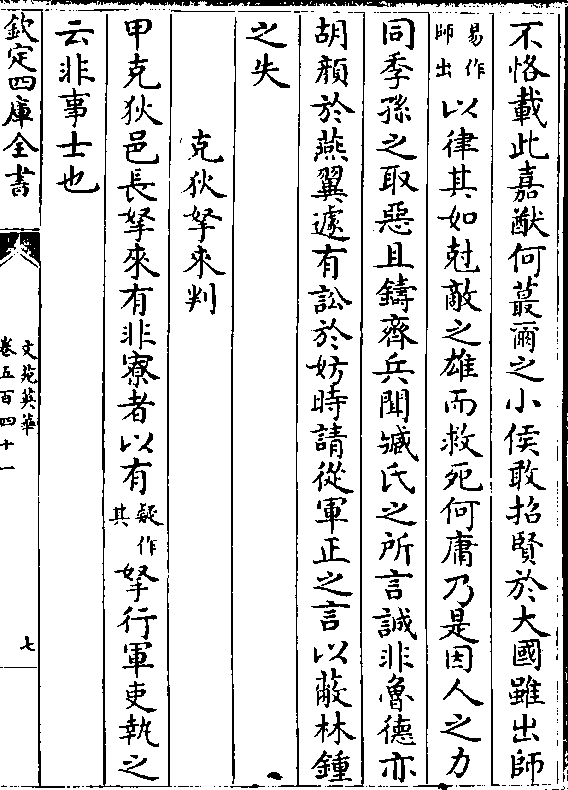 不恪載此嘉猷何蕞爾之小侯敢招賢於大國雖出師
易作師出以律其如尅敵之雄而救死何庸乃是因人之力
同季孫之取惡且鑄齊兵聞臧氏之所言誠非魯德亦
胡顔於燕翼遽有訟於妨時請從軍正之言以蔽林鍾
之失
克狄孥来判
甲克狄邑長孥來有非寮者以有疑作其孥行軍吏執之
云非事士也
欽定四庫全書
文苑英華
卷五百四十一
七